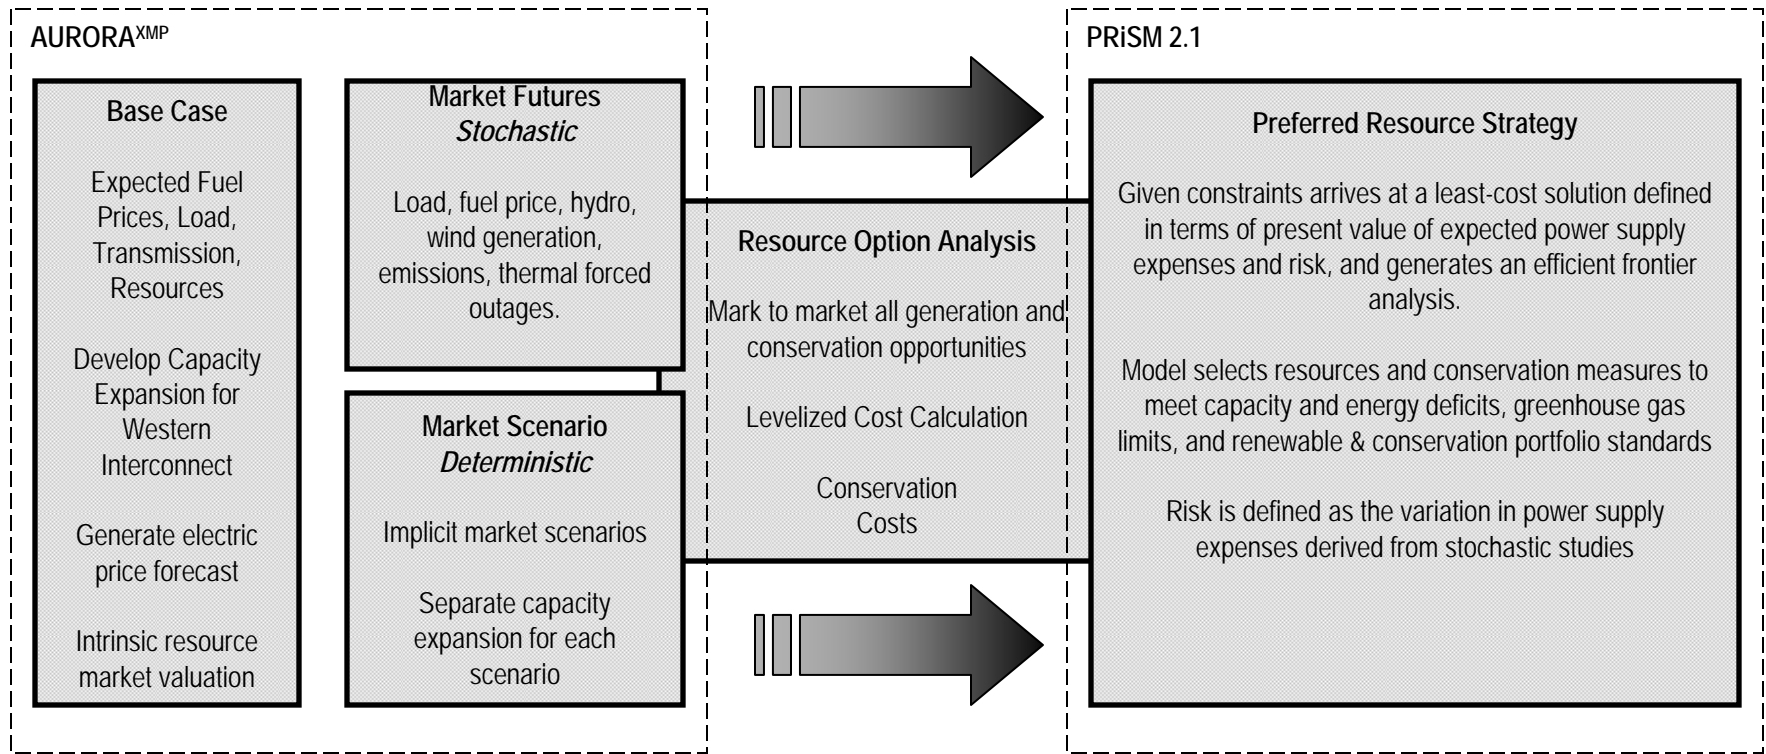 AURORAXMP
Base Case
Expected Fuel
Prices, Load,
Transmission,
Resources
Develop Capacity
Expansion for
Western
Interconnect
Generate electric
price forecast
Intrinsic resource
market valuation
Market Futures
Stochastic
Load, fuel price, hydro,
wind generation,
emissions, thermal forced
outages.
Market Scenario
Deterministic
Implicit market scenarios
Separate capacity
expansion for each
scenario
Resource Option Analysis
Mark to market all generation and
conservation opportunities
Levelized Cost Calculation
Conservation
Costs
PRiSM 2.1
Preferred Resource Strategy
Given constraints arrives at a least-cost solution defined
in terms of present value of expected power supply
expenses and risk, and generates an efficient frontier
analysis.
Model selects resources and conservation measures to
meet capacity and energy deficits, greenhouse gas
limits, and renewable & conservation portfolio standards
Risk is defined as the variation in power supply
expenses derived from stochastic studies